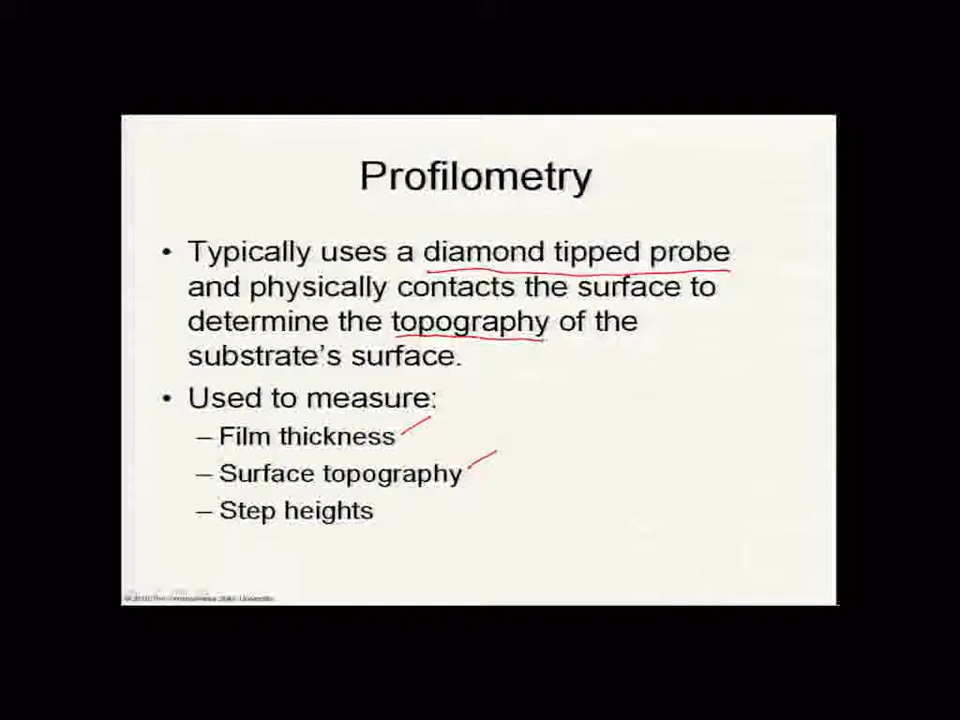 Profilometry
• Typically uses a diamond tipped probe
and physically contacts the surface to
determine the topography of the
substrate's surface.
• Used to measure:
– Film thickness
– Surface topography
– Step heights